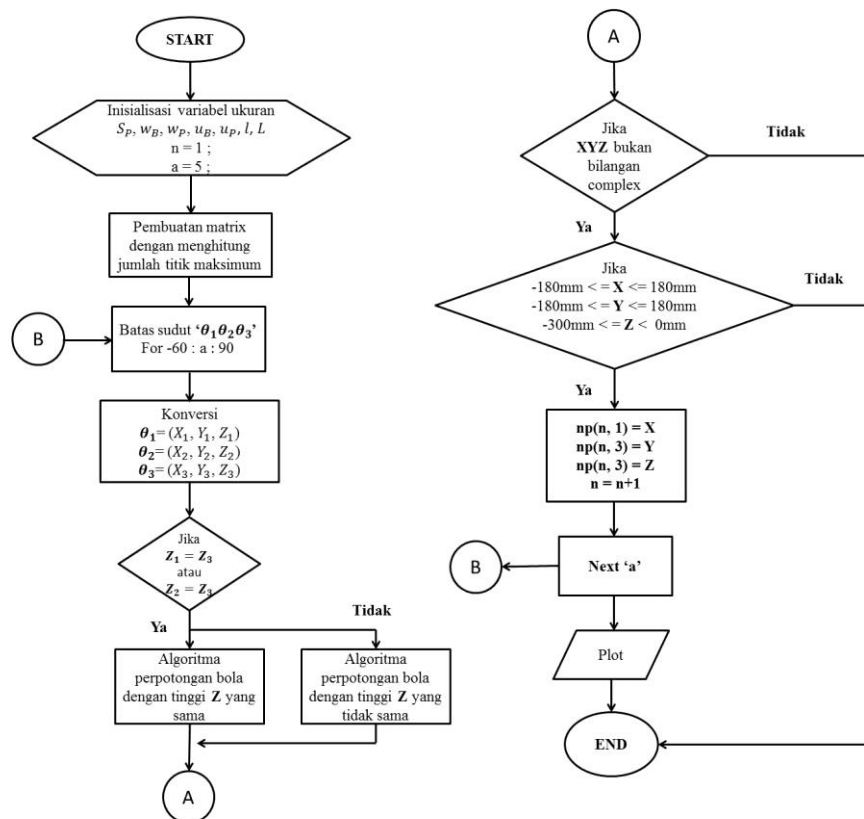 START
Inisialisasi variabel ukuran
S_P, w_B, w_P, u_B, u_P, l, L
n = 1 ;
a = 5 ;
Pembuatan matrix
dengan menghitung
jumlah titik maksimum
B
Batas sudut ‘θ₁θ₂θ₃’
For -60 : a : 90
Konversi
θ₁= (X₁, Y₁, Z₁)
θ₂= (X₂, Y₂, Z₂)
θ₃= (X₃, Y₃, Z₃)
Jika
Z₁ = Z₃
atau
Z₂ = Z₃
Ya
Tidak
Algoritma
perpotongan bola
dengan tinggi Z yang
sama
Algoritma
perpotongan bola
dengan tinggi Z yang
tidak sama
A
A
Jika
XYZ bukan
bilangan
complex
Tidak
Ya
Jika
-180mm < = X <= 180mm
-180mm < = Y <= 180mm
-300mm < = Z < 0mm
Tidak
Ya
np(n, 1) = X
np(n, 3) = Y
np(n, 3) = Z
n = n+1
B
Next ‘a’
Plot
END